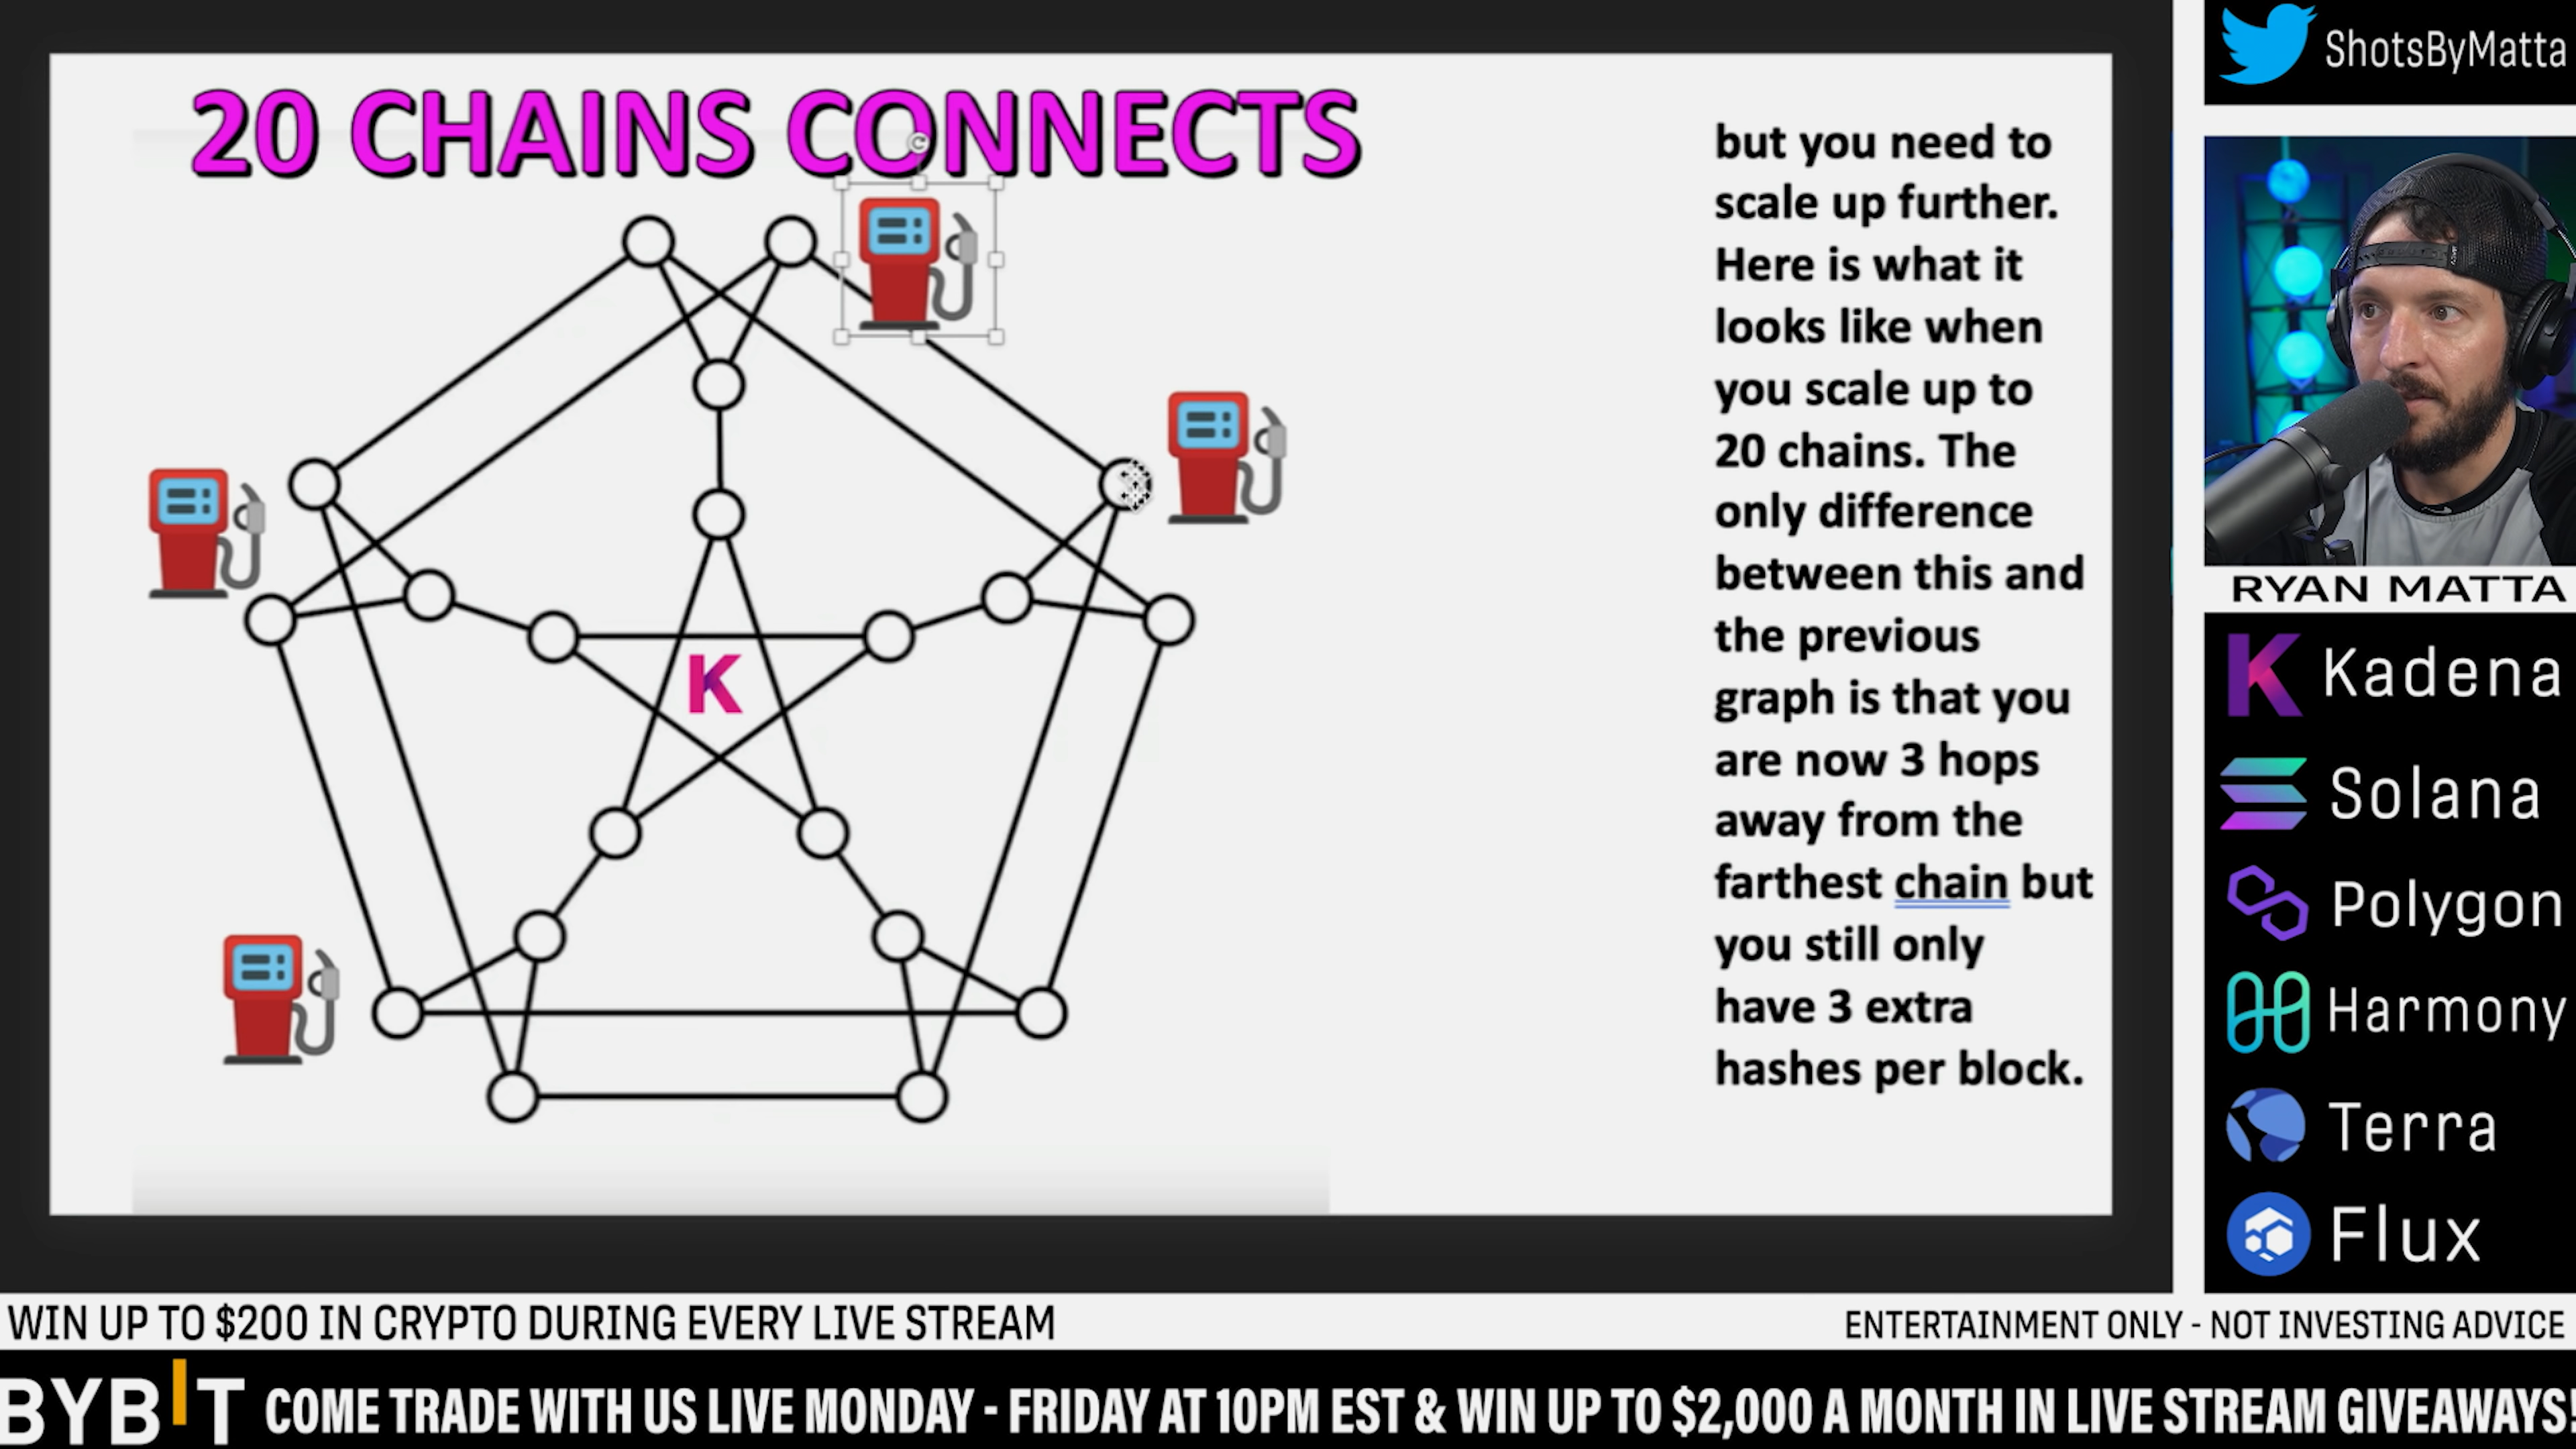 20 CHAINS CONNECTS
K
but you need to
scale up further.
Here is what it
looks like when
you scale up to
20 chains. The
only difference
between this and
the previous
graph is that you
are now 3 hops
away from the
farthest chain but
you still only
have 3 extra
hashes per block.
ShotsByMatta
RYAN MATTA
Kadena
Solana
Polygon
Harmony
Terra
Flux
WIN UP TO $200 IN CRYPTO DURING EVERY LIVE STREAM
ENTERTAINMENT ONLY - NOT INVESTING ADVICE
BYBIT COME TRADE WITH US LIVE MONDAY - FRIDAY AT 10PM EST & WIN UP TO $2,000 A MONTH IN LIVE STREAM GIVEAWAYS!